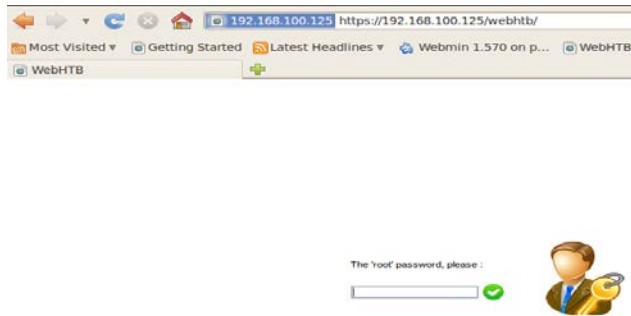 192.168.100.125 https://192.168.100.125/webhtb/
Most Visited Getting Started Latest Headlines Webmin 1.570 on p... WebHTB
WebHTB
The 'root' password, please :